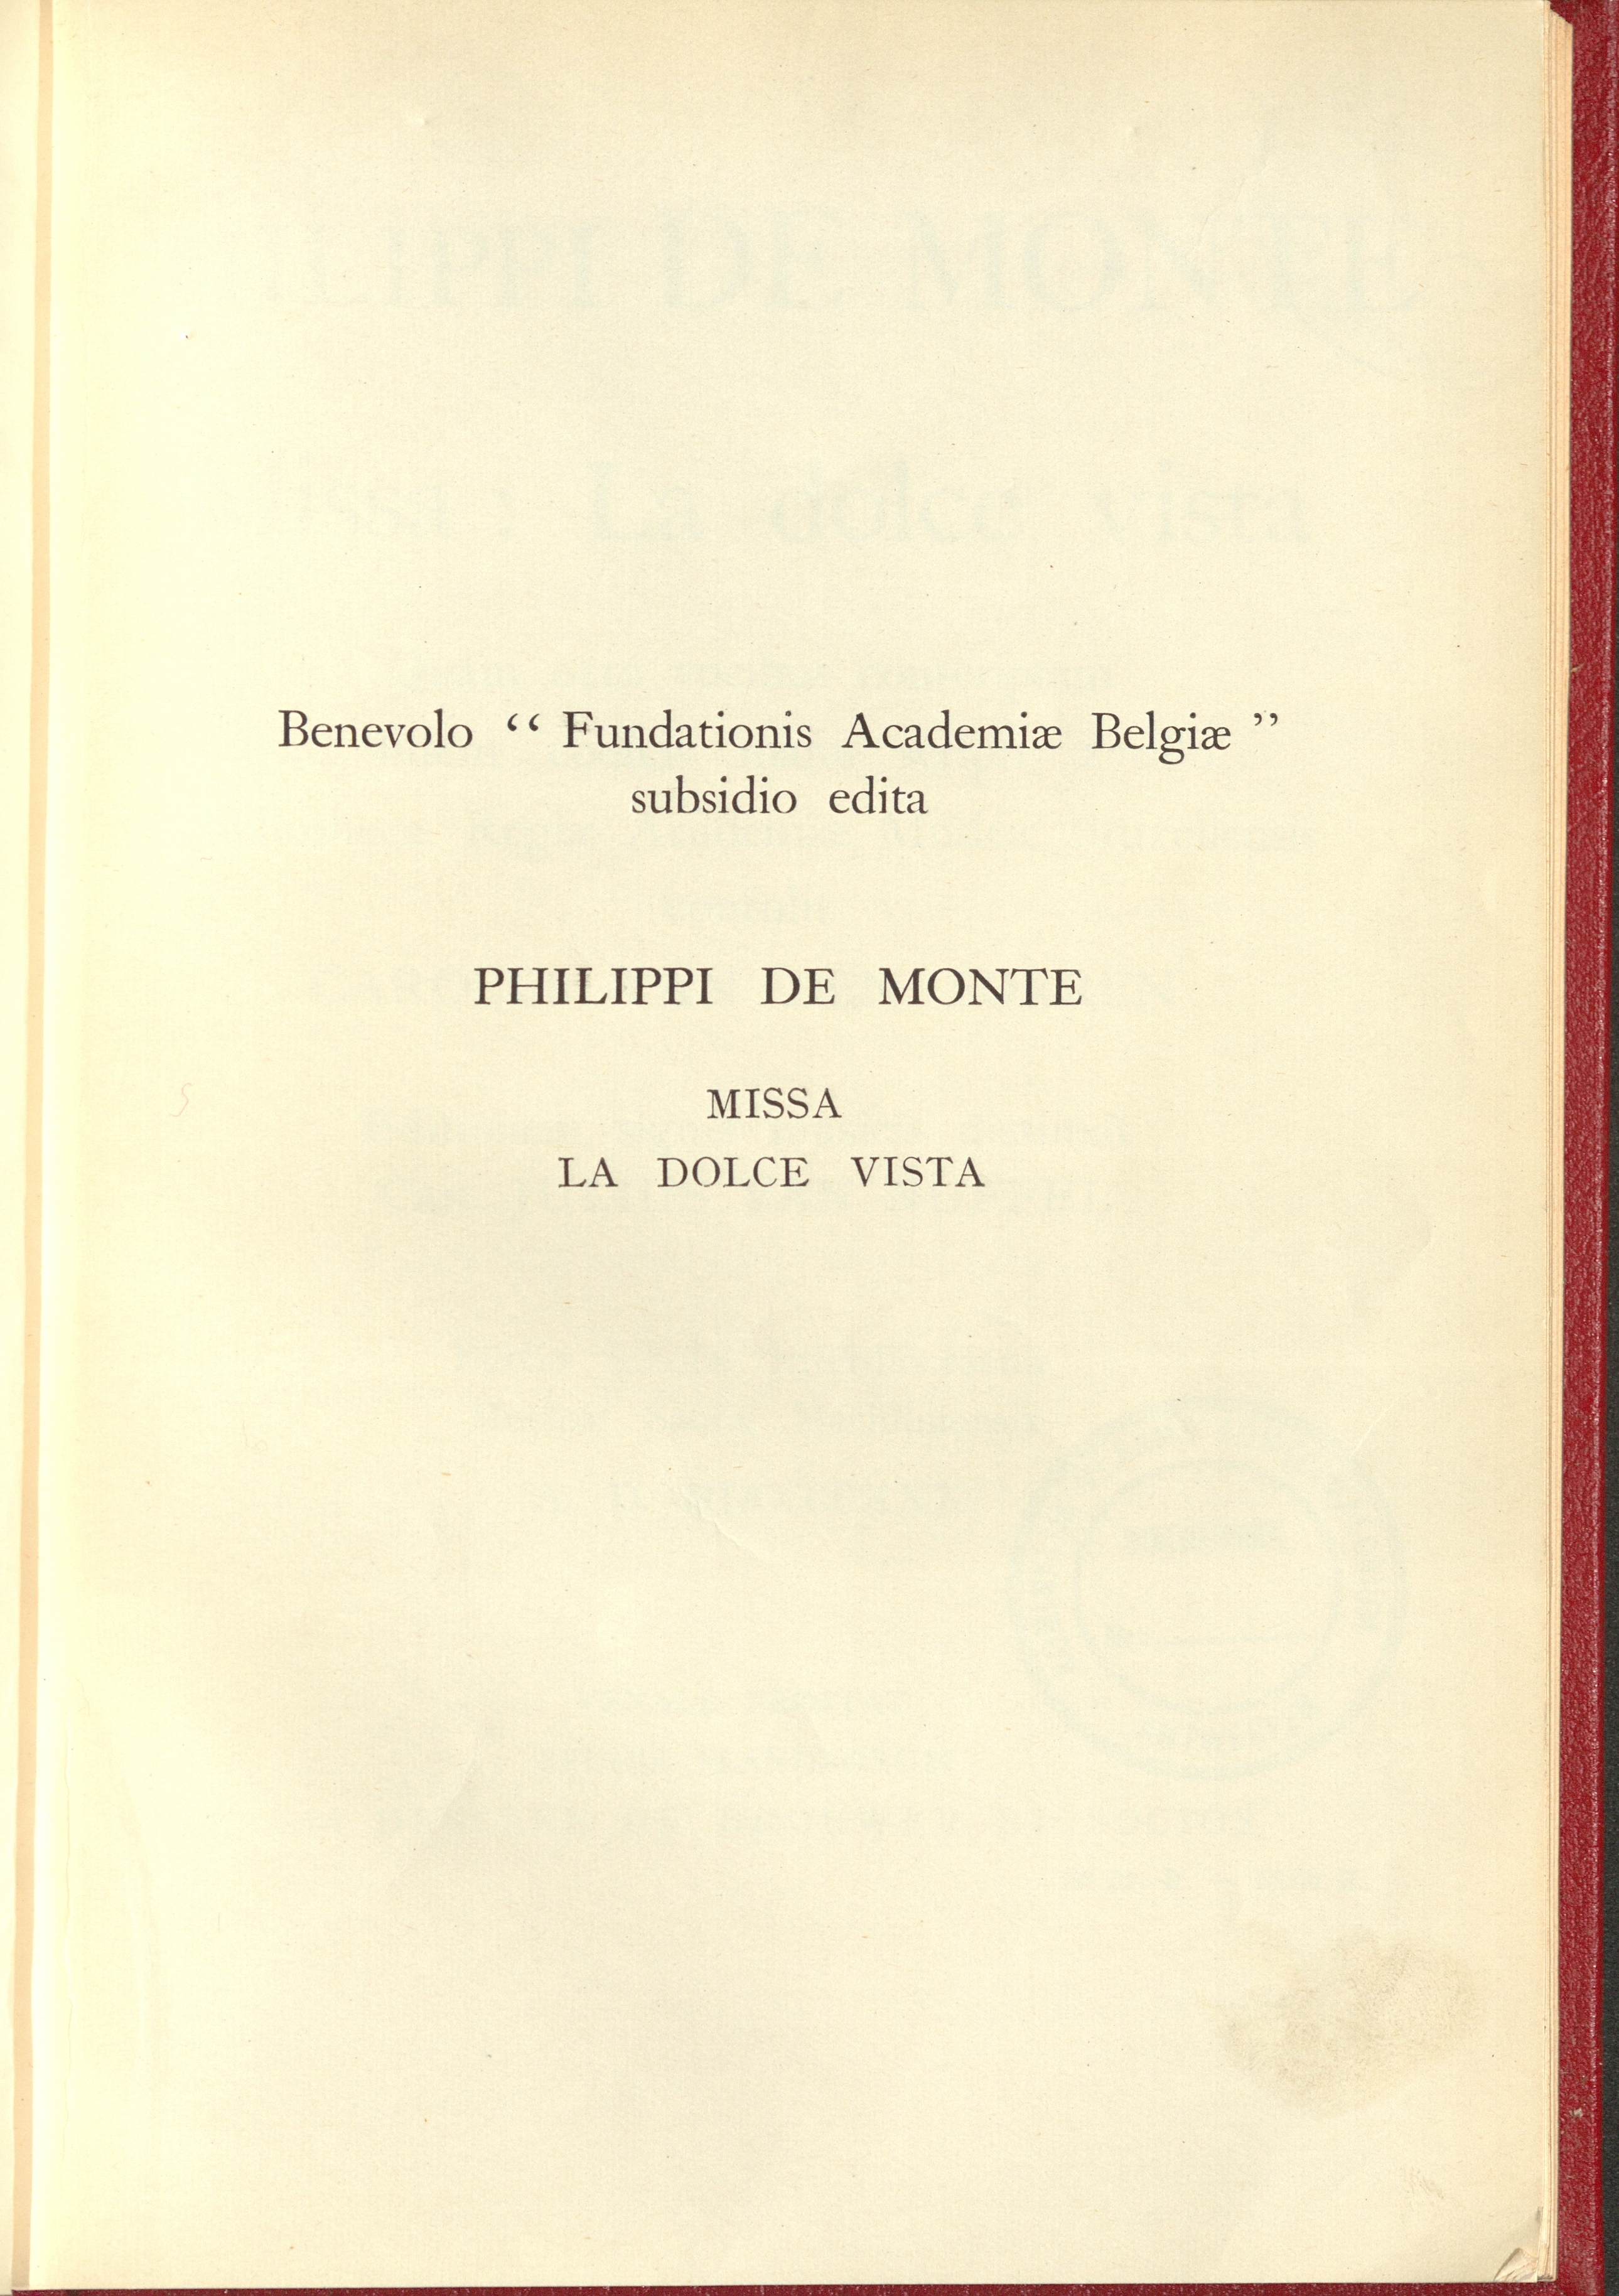 Benevolo “ Fundationis Academiæ Belgiæ ”
subsidio edita
PHILIPPI DE MONTE
MISSA
LA DOLCE VISTA